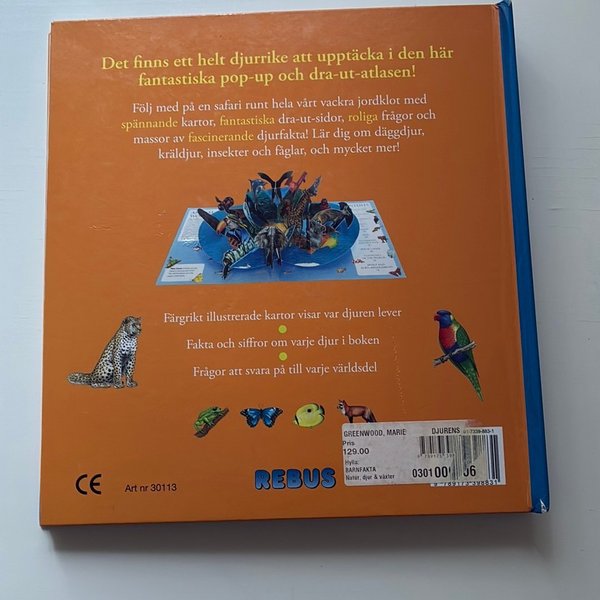 Det finns ett helt djurrike att upptäcka i den här
fantastiska pop-up och dra-ut-atlasen!
Följ med på en safari runt hela vårt vackra jordklot med
spännande kartor, fantastiska dra-ut-sidor, roliga frågor och
massor av fascinerande djurfakta! Lär dig om däggdjur,
kräldjur, insekter och fåglar, och mycket mer!
Färgrikt illustrerade kartor visar var djuren lever
Fakta och siffror om varje djur i boken
Frågor att svara på till varje världsdel
GREENWOOD, MARIE DJURENS
Pris
129.00
Hylla:
BARNFAKTA
Natur, djur & växter
CE
Art nr 30113
REBUS